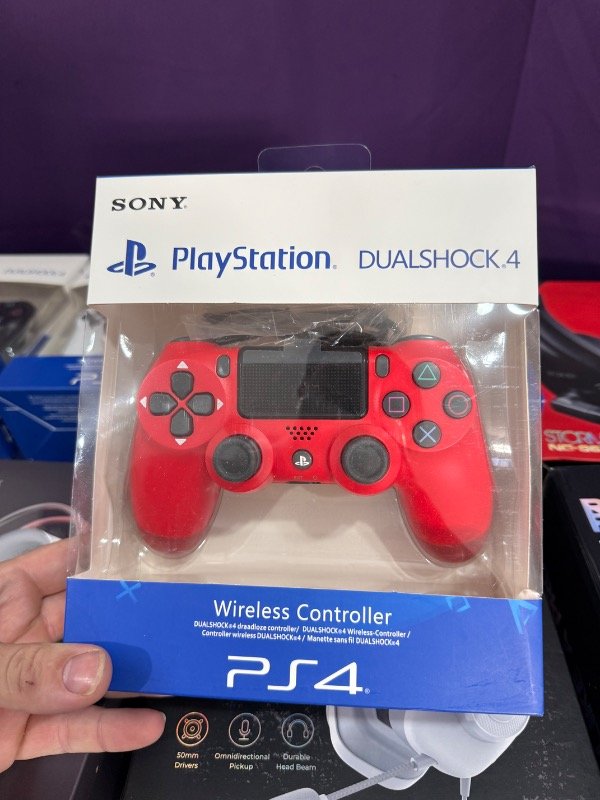 SONY
PlayStation® DUALSHOCK®4
Wireless Controller
DUALSHOCK®4 draadloze controller/ DUALSHOCK®4 Wireless-Controller /
Controller wireless DUALSHOCK®4 / Manette sans fil DUALSHOCK®4
PS4®
50mm
Drivers
Omnidirectional
Pickup
Durable
Head Beam